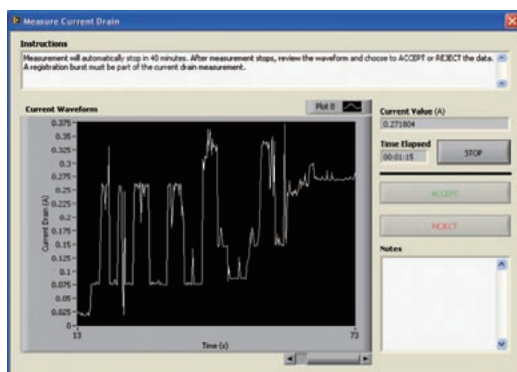 Measure Current Drain
Instructions
Measurement will automatically stop in 40 minutes. After measurement stops, review the waveform and choose to ACCEPT or REJECT the data.
A registration burst must be part of the current drain measurement.
Current Waveform
Plot 0
Current Value (A)
0.271804
Time Elapsed
00:01:15
STOP
ACCEPT
REJECT
Notes
Current Drain (A)
0.375
0.35
0.325
0.3
0.275
0.25
0.225
0.2
0.175
0.15
0.125
0.1
0.075
0.05
0.025
0
13
73
Time (s)